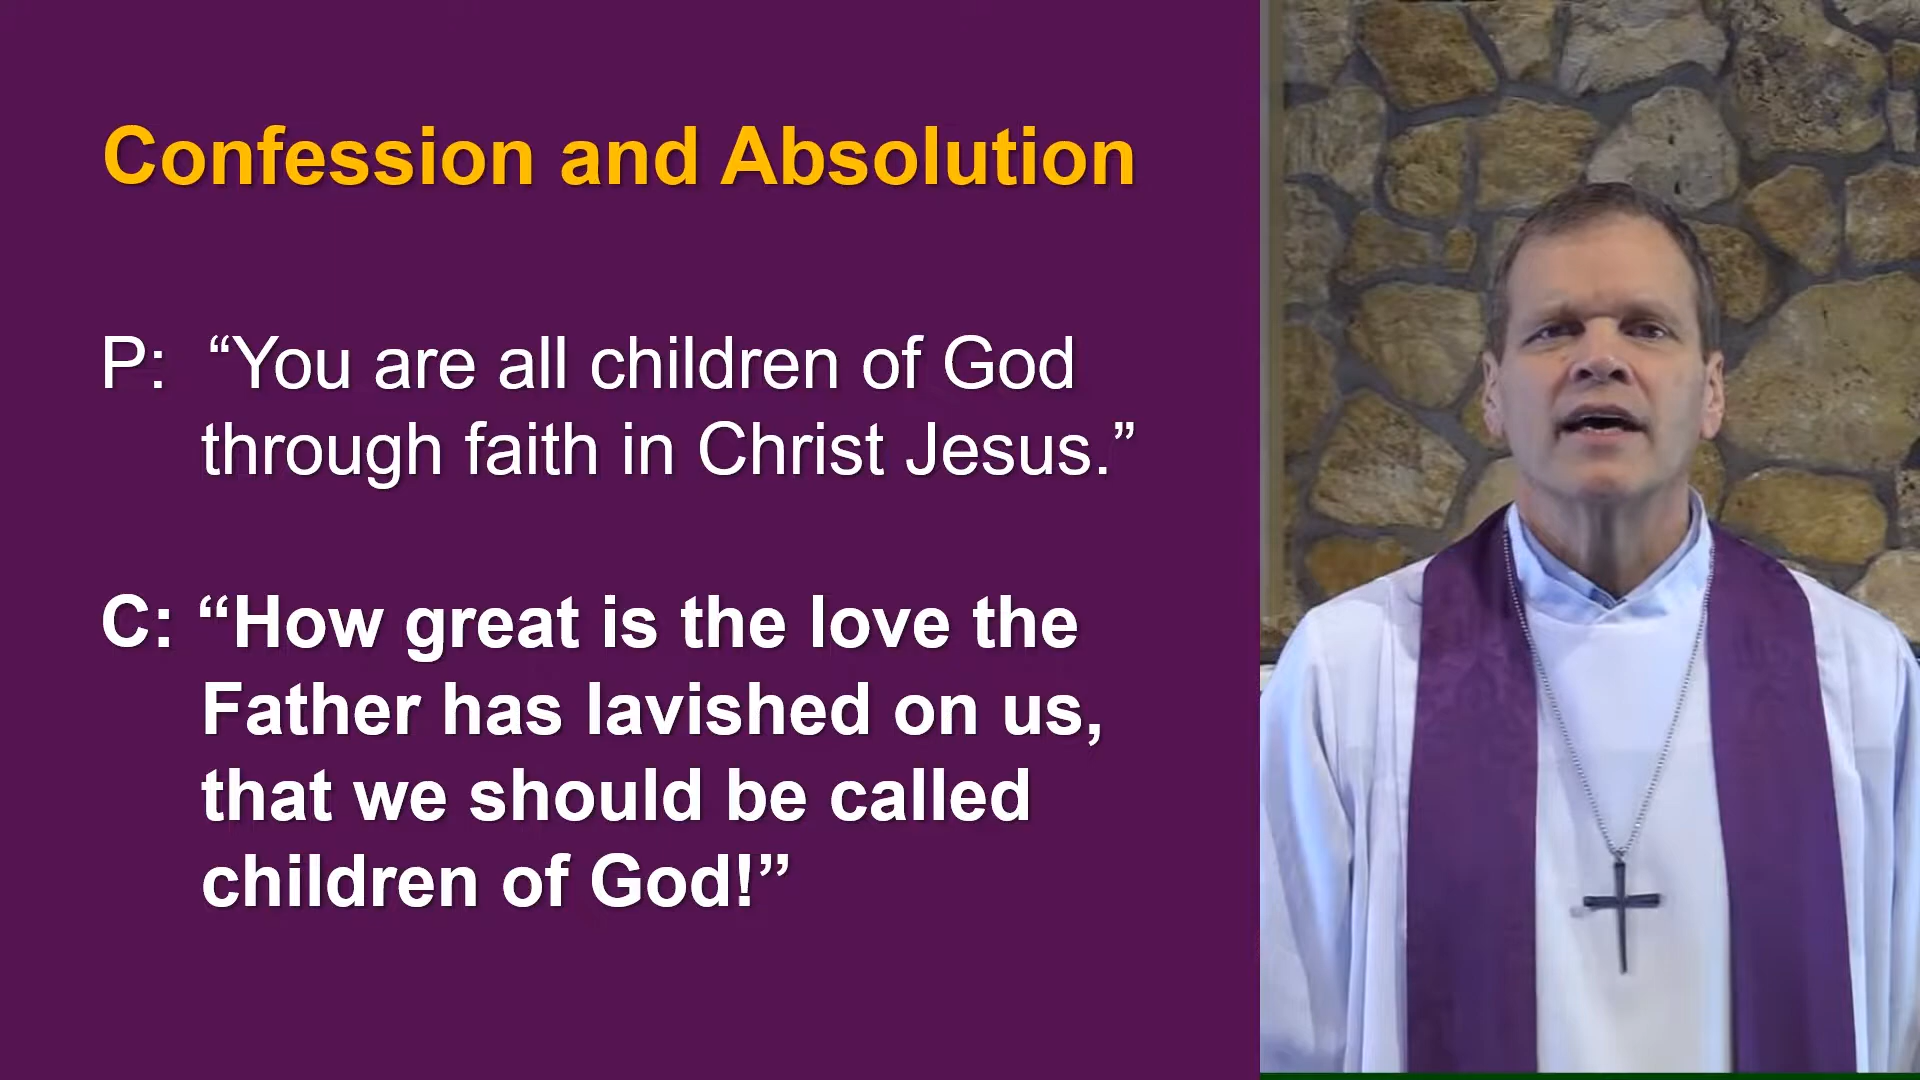 Confession and Absolution
P: “You are all children of God
through faith in Christ Jesus.”
C: “How great is the love the
Father has lavished on us,
that we should be called
children of God!”